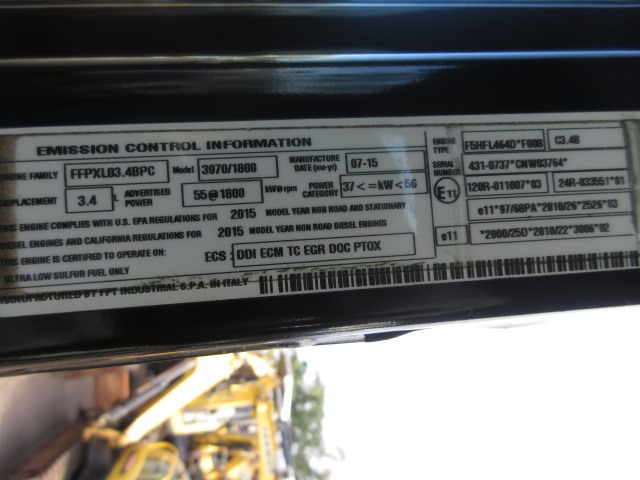 EMISSION CONTROL INFORMATION
ENGINE FAMILY FFPXL03.4BPC Model 3970/1800 MANUFACTURE DATE (mo-yr) 07-15
DISPLACEMENT 3.4 L ADVERTISED POWER 55@1800 kW@rpm POWER CATEGORY 37<=kW<56
THIS ENGINE COMPLIES WITH U.S. EPA REGULATIONS FOR 2015 MODEL YEAR NON ROAD AND STATIONARY
DIESEL ENGINES AND CALIFORNIA REGULATIONS FOR 2015 MODEL YEAR NON ROAD DIESEL ENGINES
THIS ENGINE IS CERTIFIED TO OPERATE ON:
ULTRA LOW SULFUR FUEL ONLY
ECS: DDI ECM TC EGR DOC PTOX
MANUFACTURED BY FPT INDUSTRIAL S.P.A. IN ITALY
ENGINE TYPE F5HFL464D*F008 C3.4B
SERIAL NUMBER 431-0737*CNW03764*
E11 120R-011007*03 24R-033551*01
e11*97/68PA*2010/26*2526*03
e11 *2000/25D*2010/22*3006*02